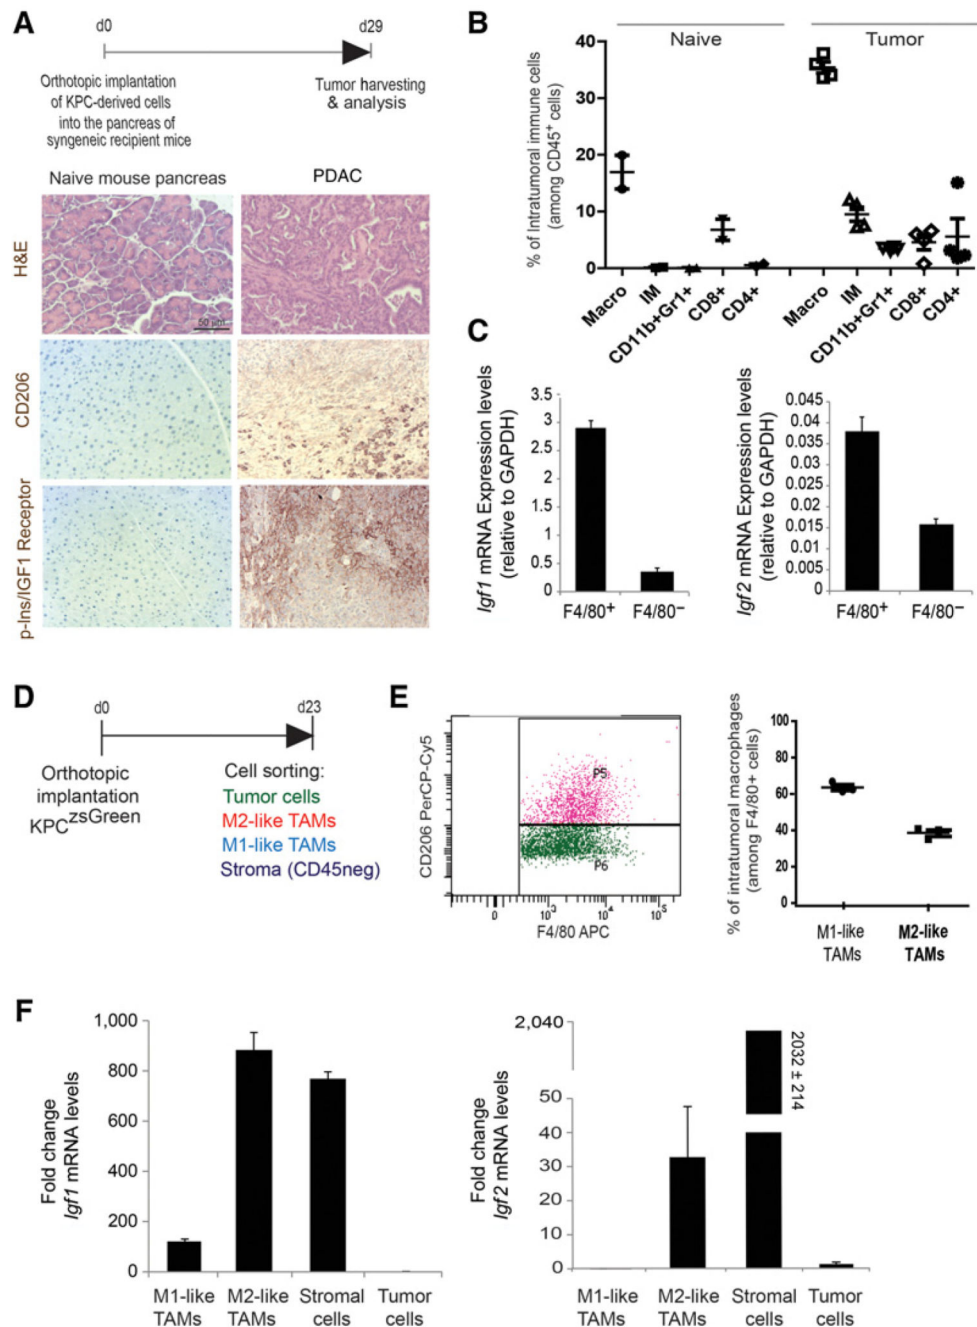 A
d0
d29
Orthotopic implantation
of KPC-derived cells
into the pancreas of
syngeneic recipient mice
Tumor harvesting
& analysis
Naive mouse pancreas
PDAC
H&E
50 µm
CD206
p-Ins/IGF1 Receptor
B
Naive
Tumor
% of Intratumoral immune cells
(among CD45+ cells)
40
30
20
10
0
Macro
IM
CD11b+Gr1+
CD8+
CD4+
Macro
IM
CD11b+Gr1+
CD8+
CD4+
C
Igf1 mRNA Expression levels
(relative to GAPDH)
3.5
3
2.5
2
1.5
1
0.5
0
F4/80+
F4/80−
Igf2 mRNA Expression levels
(relative to GAPDH)
0.045
0.04
0.036
0.03
0.025
0.02
0.015
0.01
0.005
0
F4/80+
F4/80−
D
d0
d23
Orthotopic
implantation
KPCzsGreen
Cell sorting:
Tumor cells
M2-like TAMs
M1-like TAMs
Stroma (CD45neg)
E
CD206 PerCP-Cy5
P5
P6
0
10³
10⁴
10⁵
F4/80 APC
% of intratumoral macrophages
(among F4/80+ cells)
100
80
60
40
20
0
M1-like
TAMs
M2-like
TAMs
F
Fold change
Igf1 mRNA levels
1,000
800
600
400
200
0
M1-like
TAMs
M2-like
TAMs
Stromal
cells
Tumor
cells
Fold change
Igf2 mRNA levels
2,040
50
40
30
20
10
0
2032 ± 214
M1-like
TAMs
M2-like
TAMs
Stromal
cells
Tumor
cells